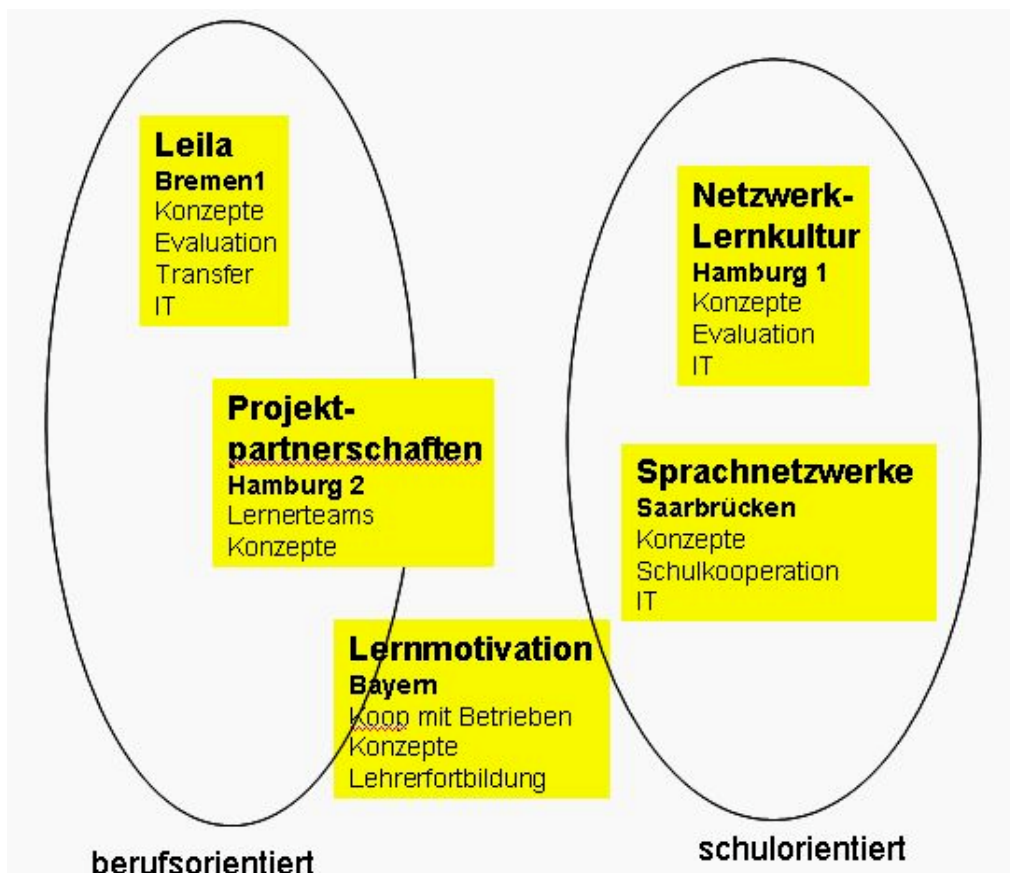 Leila
Bremen1
Konzepte
Evaluation
Transfer
IT
Projekt-
partnerschaften
Hamburg 2
Lernerteams
Konzepte
Lernmotivation
Bayern
Koop mit Betrieben
Konzepte
Lehrerfortbildung
berufsorientiert
Netzwerk-
Lernkultur
Hamburg 1
Konzepte
Evaluation
IT
Sprachnetzwerke
Saarbrücken
Konzepte
Schulkooperation
IT
schulorientiert